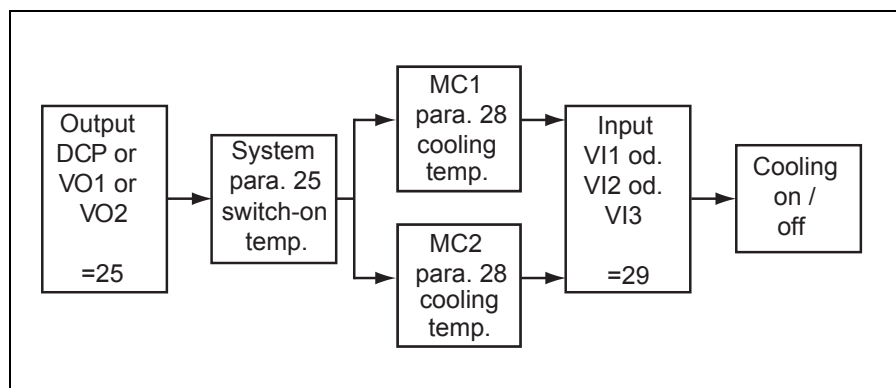 Output
DCP or
VO1 or
VO2
=25
System
para. 25
switch-on
temp.
MC1
para. 28
cooling
temp.
MC2
para. 28
cooling
temp.
Input
VI1 od.
VI2 od.
VI3
=29
Cooling
on /
off